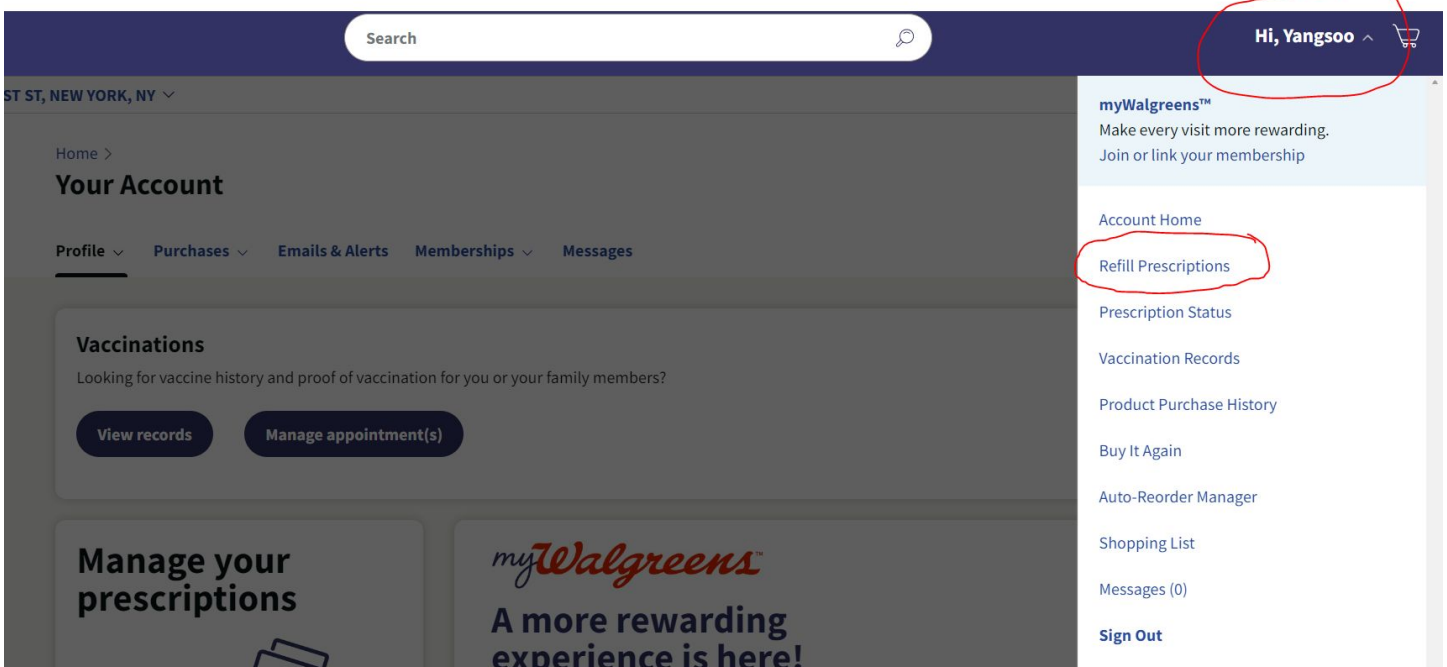 Search
Hi, Yangsoo
ST ST, NEW YORK, NY
Home >
Your Account
Profile
Purchases
Emails & Alerts
Memberships
Messages
Vaccinations
Looking for vaccine history and proof of vaccination for you or your family members?
View records
Manage appointment(s)
Manage your
prescriptions
myWalgreens™
A more rewarding
experience is here!
myWalgreens™
Make every visit more rewarding.
Join or link your membership
Account Home
Refill Prescriptions
Prescription Status
Vaccination Records
Product Purchase History
Buy It Again
Auto-Reorder Manager
Shopping List
Messages (0)
Sign Out